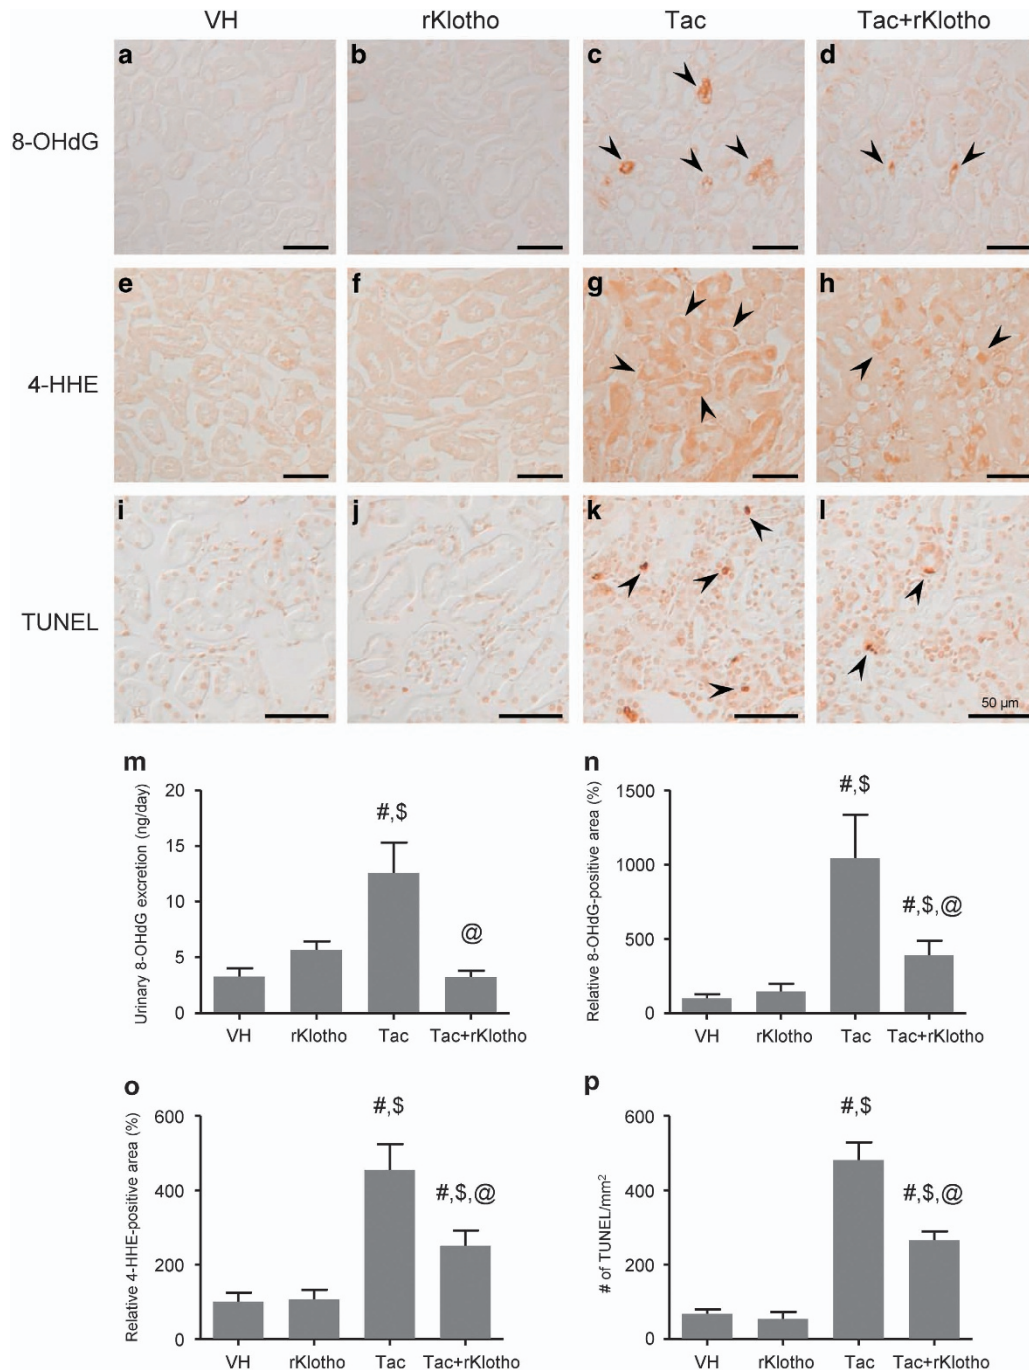 VH rKlotho Tac Tac+rKlotho
a b c d
8-OHdG
e f g h
4-HHE
i j k l
TUNEL
50 μm
m
Urinary 8-OHdG excretion (ng/day)
20
15
10
5
0
#,$
@
VH rKlotho Tac Tac+rKlotho
n
Relative 8-OHdG-positive area (%)
1500
1000
500
0
#,$
#,$,@
VH rKlotho Tac Tac+rKlotho
o
Relative 4-HHE-positive area (%)
600
400
200
0
#,$
#,$,@
VH rKlotho Tac Tac+rKlotho
p
# of TUNEL/mm²
600
400
200
0
#,$
#,$,@
VH rKlotho Tac Tac+rKlotho